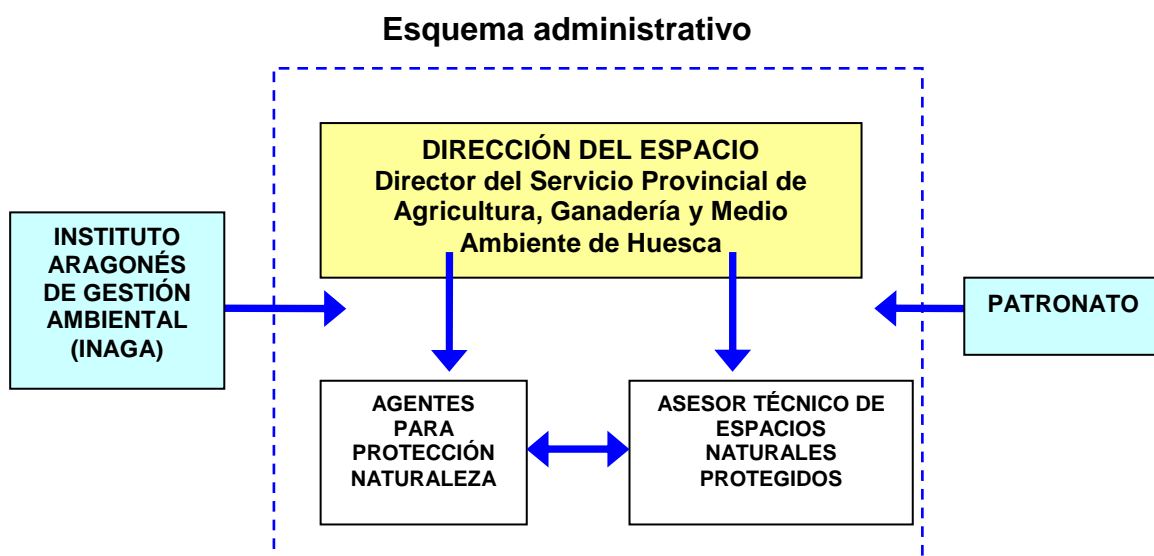 Esquema administrativo
DIRECCIÓN DEL ESPACIO
Director del Servicio Provincial de
Agricultura, Ganadería y Medio
Ambiente de Huesca
INSTITUTO
ARAGONÉS
DE GESTIÓN
AMBIENTAL
(INAGA)
PATRONATO
AGENTES
PARA
PROTECCIÓN
NATURALEZA
ASESOR TÉCNICO DE
ESPACIOS
NATURALES
PROTEGIDOS